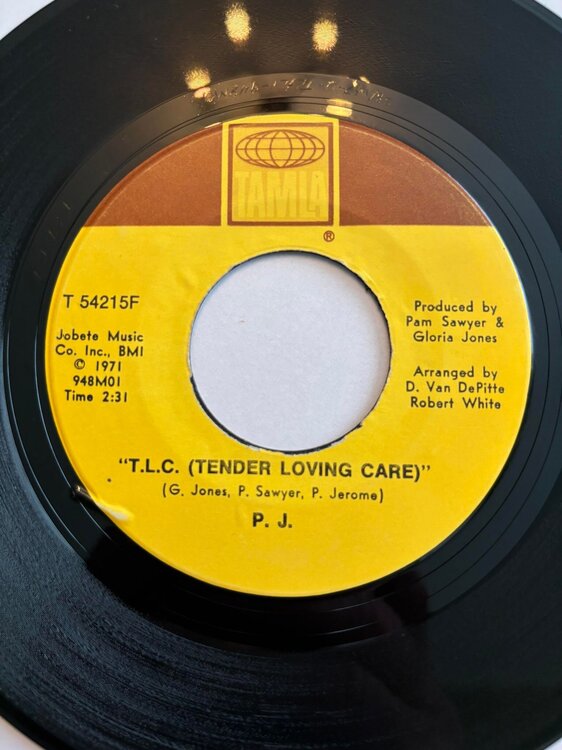 TAMLA
®
T 54215F
Jobete Music
Co. Inc., BMI
© 1971
948M01
Time 2:31
Produced by
Pam Sawyer &
Gloria Jones
Arranged by
D. Van DePitte
Robert White
"T.L.C. (TENDER LOVING CARE)"
(G. Jones, P. Sawyer, P. Jerome)
P. J.